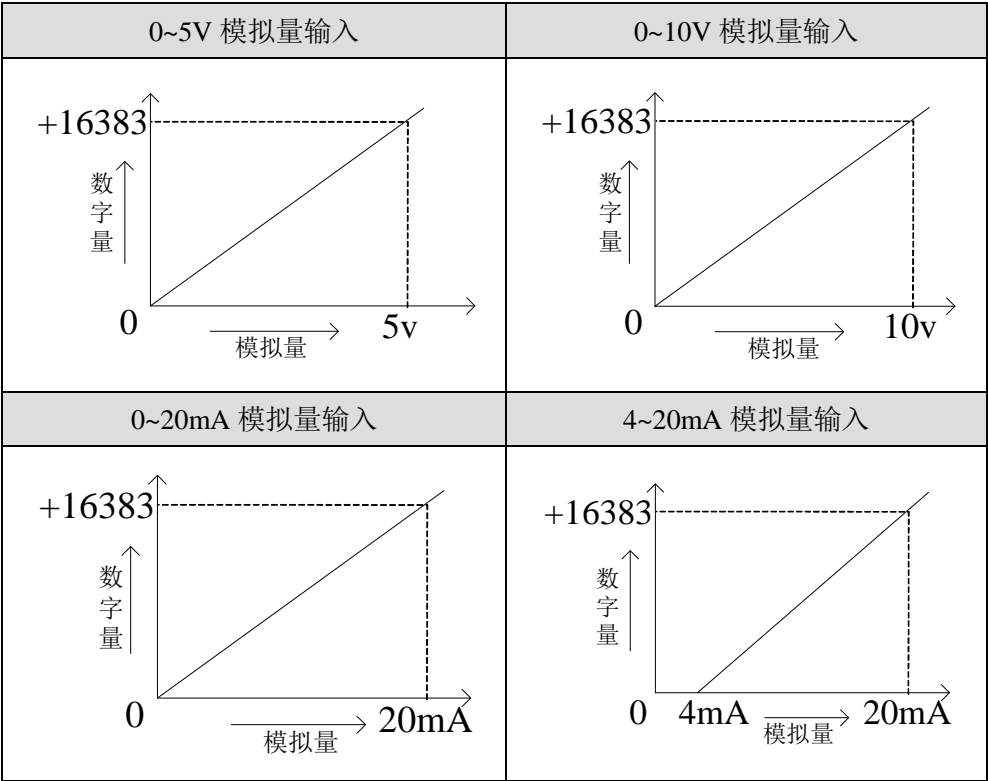 0~5V 模拟量输入
0~10V 模拟量输入
+16383
数字量
0
模拟量
5v
+16383
数字量
0
模拟量
10v
0~20mA 模拟量输入
4~20mA 模拟量输入
+16383
数字量
0
模拟量
20mA
+16383
数字量
0
4mA
模拟量
20mA